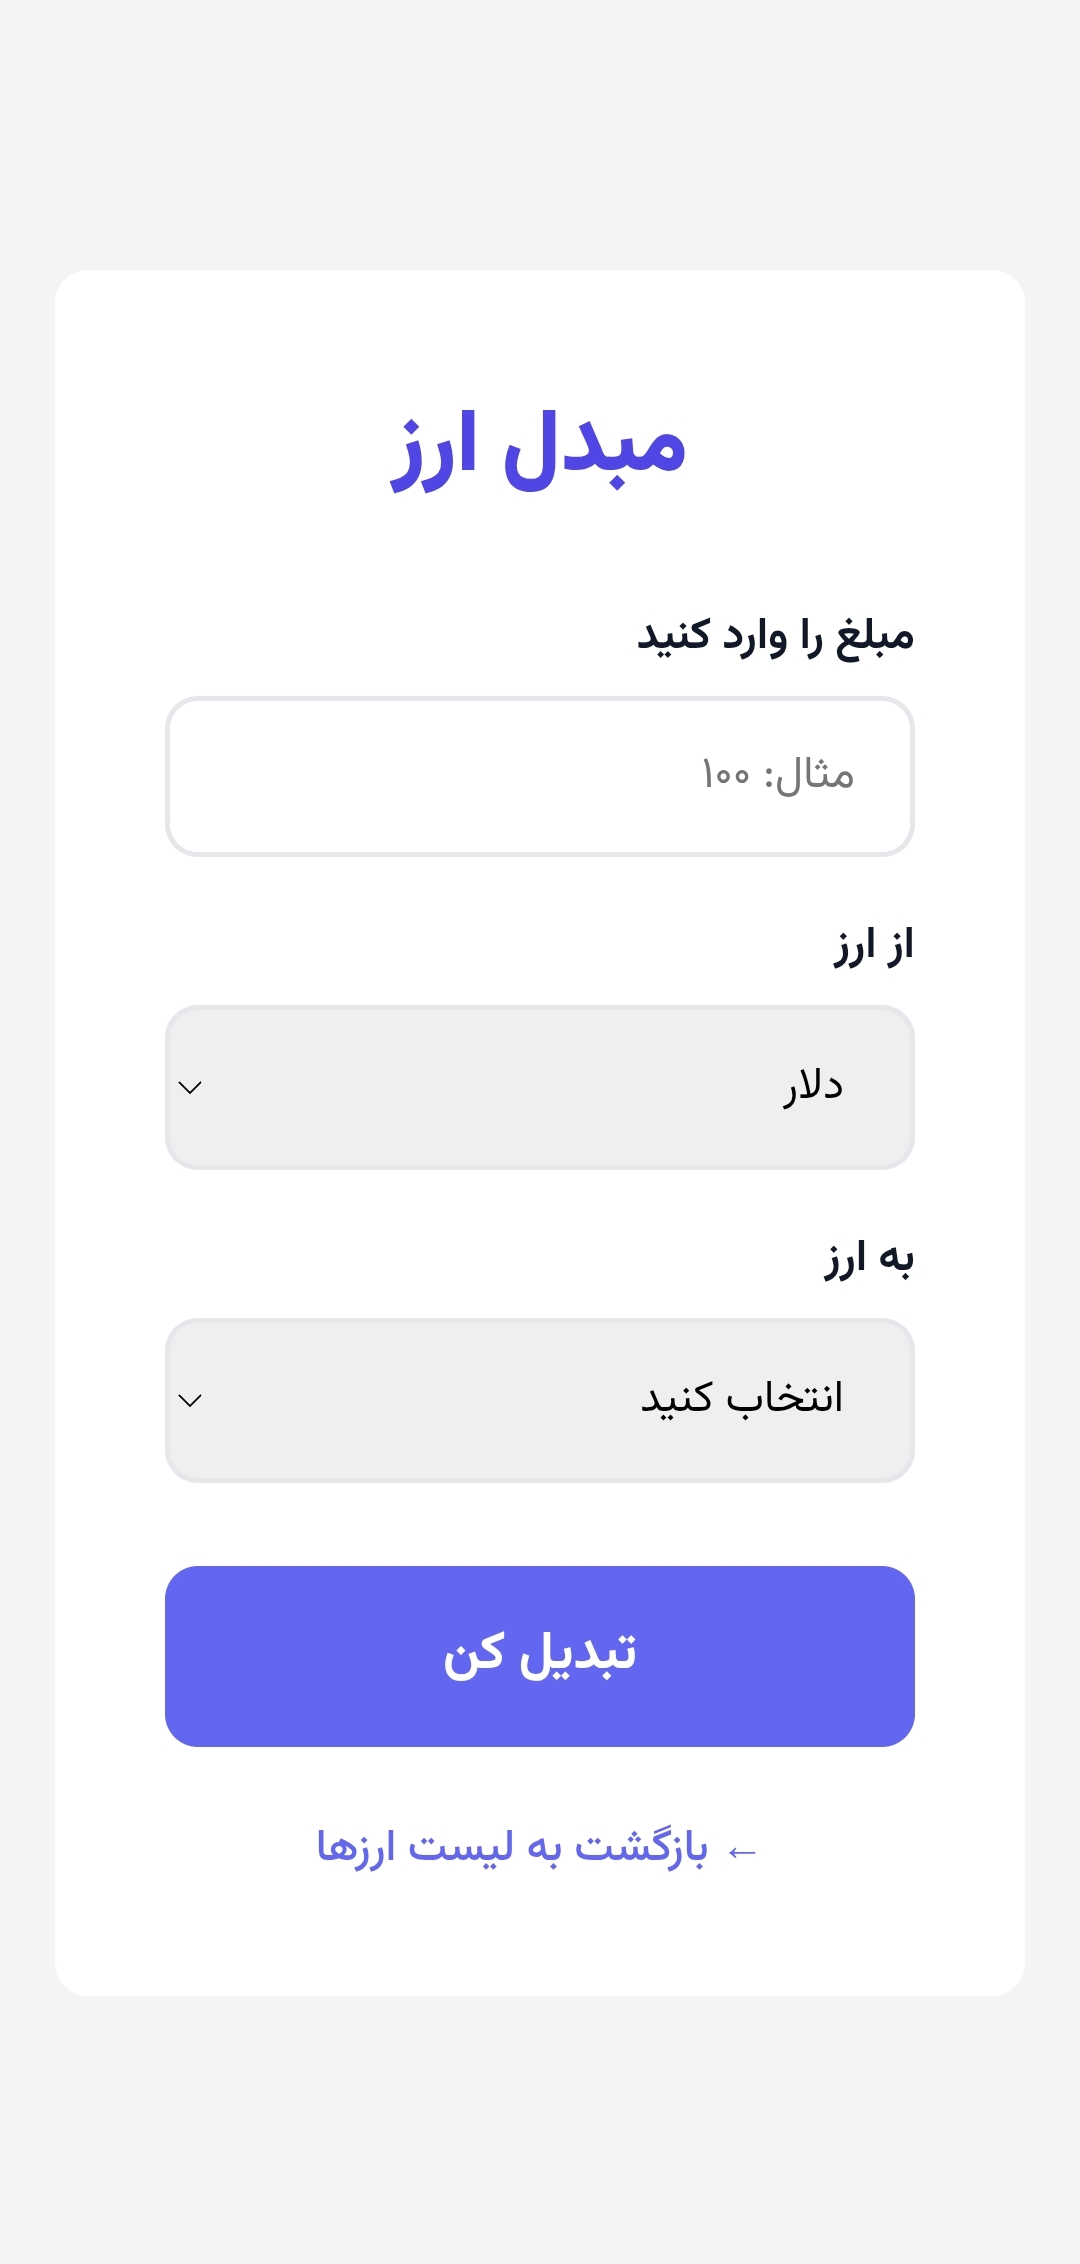 مبدل ارز
مبلغ را وارد کنید
مثال: ۱۰۰
از ارز
دلار
به ارز
انتخاب کنید
تبدیل کن
← بازگشت به لیست ارزها